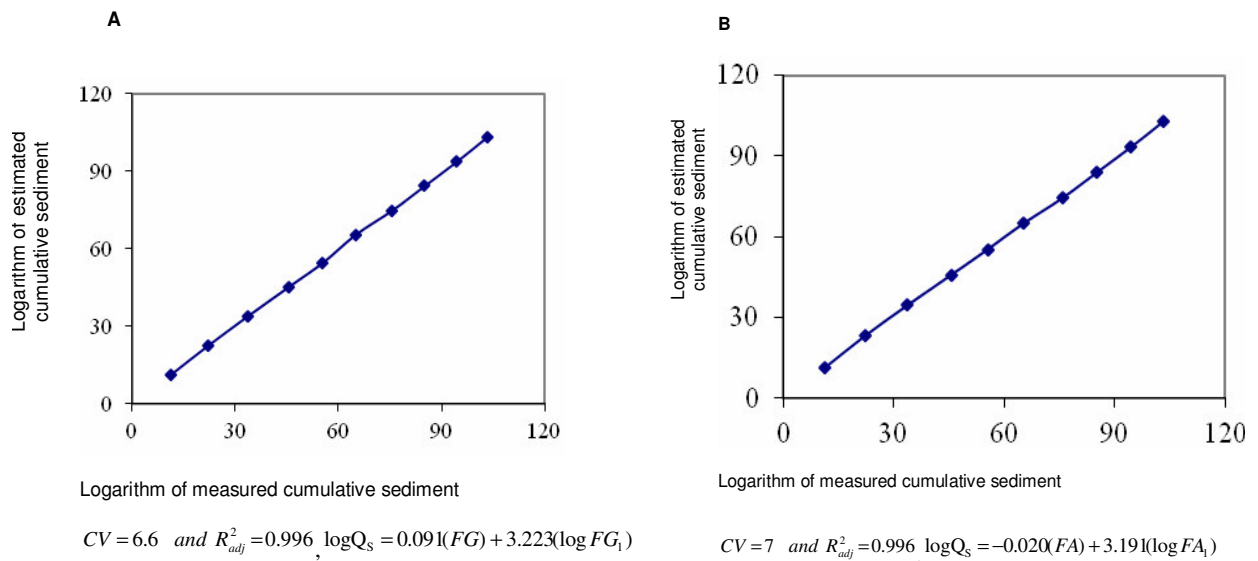 A
120
90
60
30
0
0 30 60 90 120
Logarithm of estimated
cumulative sediment
Logarithm of measured cumulative sediment
CV = 6.6 and R²adj = 0.996, logQS = 0.091(FG) + 3.223(log FG1)
B
120
90
60
30
0
0 30 60 90 120
Logarithm of estimated
cumulative sediment
Logarithm of measured cumulative sediment
CV = 7 and R²adj = 0.996, logQS = −0.020(FA) + 3.191(log FA1)